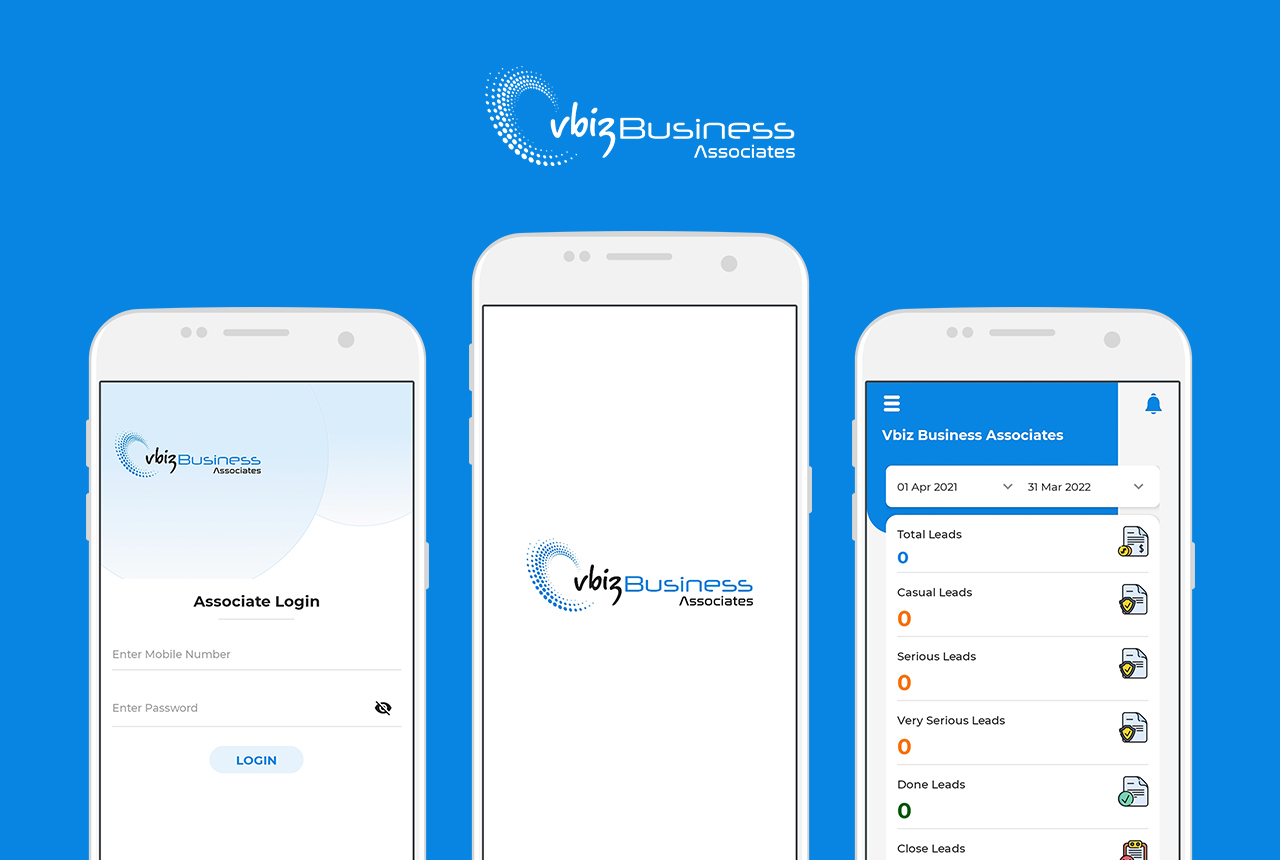 vbiz Business
Associates
vbiz Business
Associates
Associate Login
Enter Mobile Number
Enter Password
LOGIN
vbiz Business
Associates
Vbiz Business Associates
01 Apr 2021 31 Mar 2022
Total Leads
0
Casual Leads
0
Serious Leads
0
Very Serious Leads
0
Done Leads
0
Close Leads